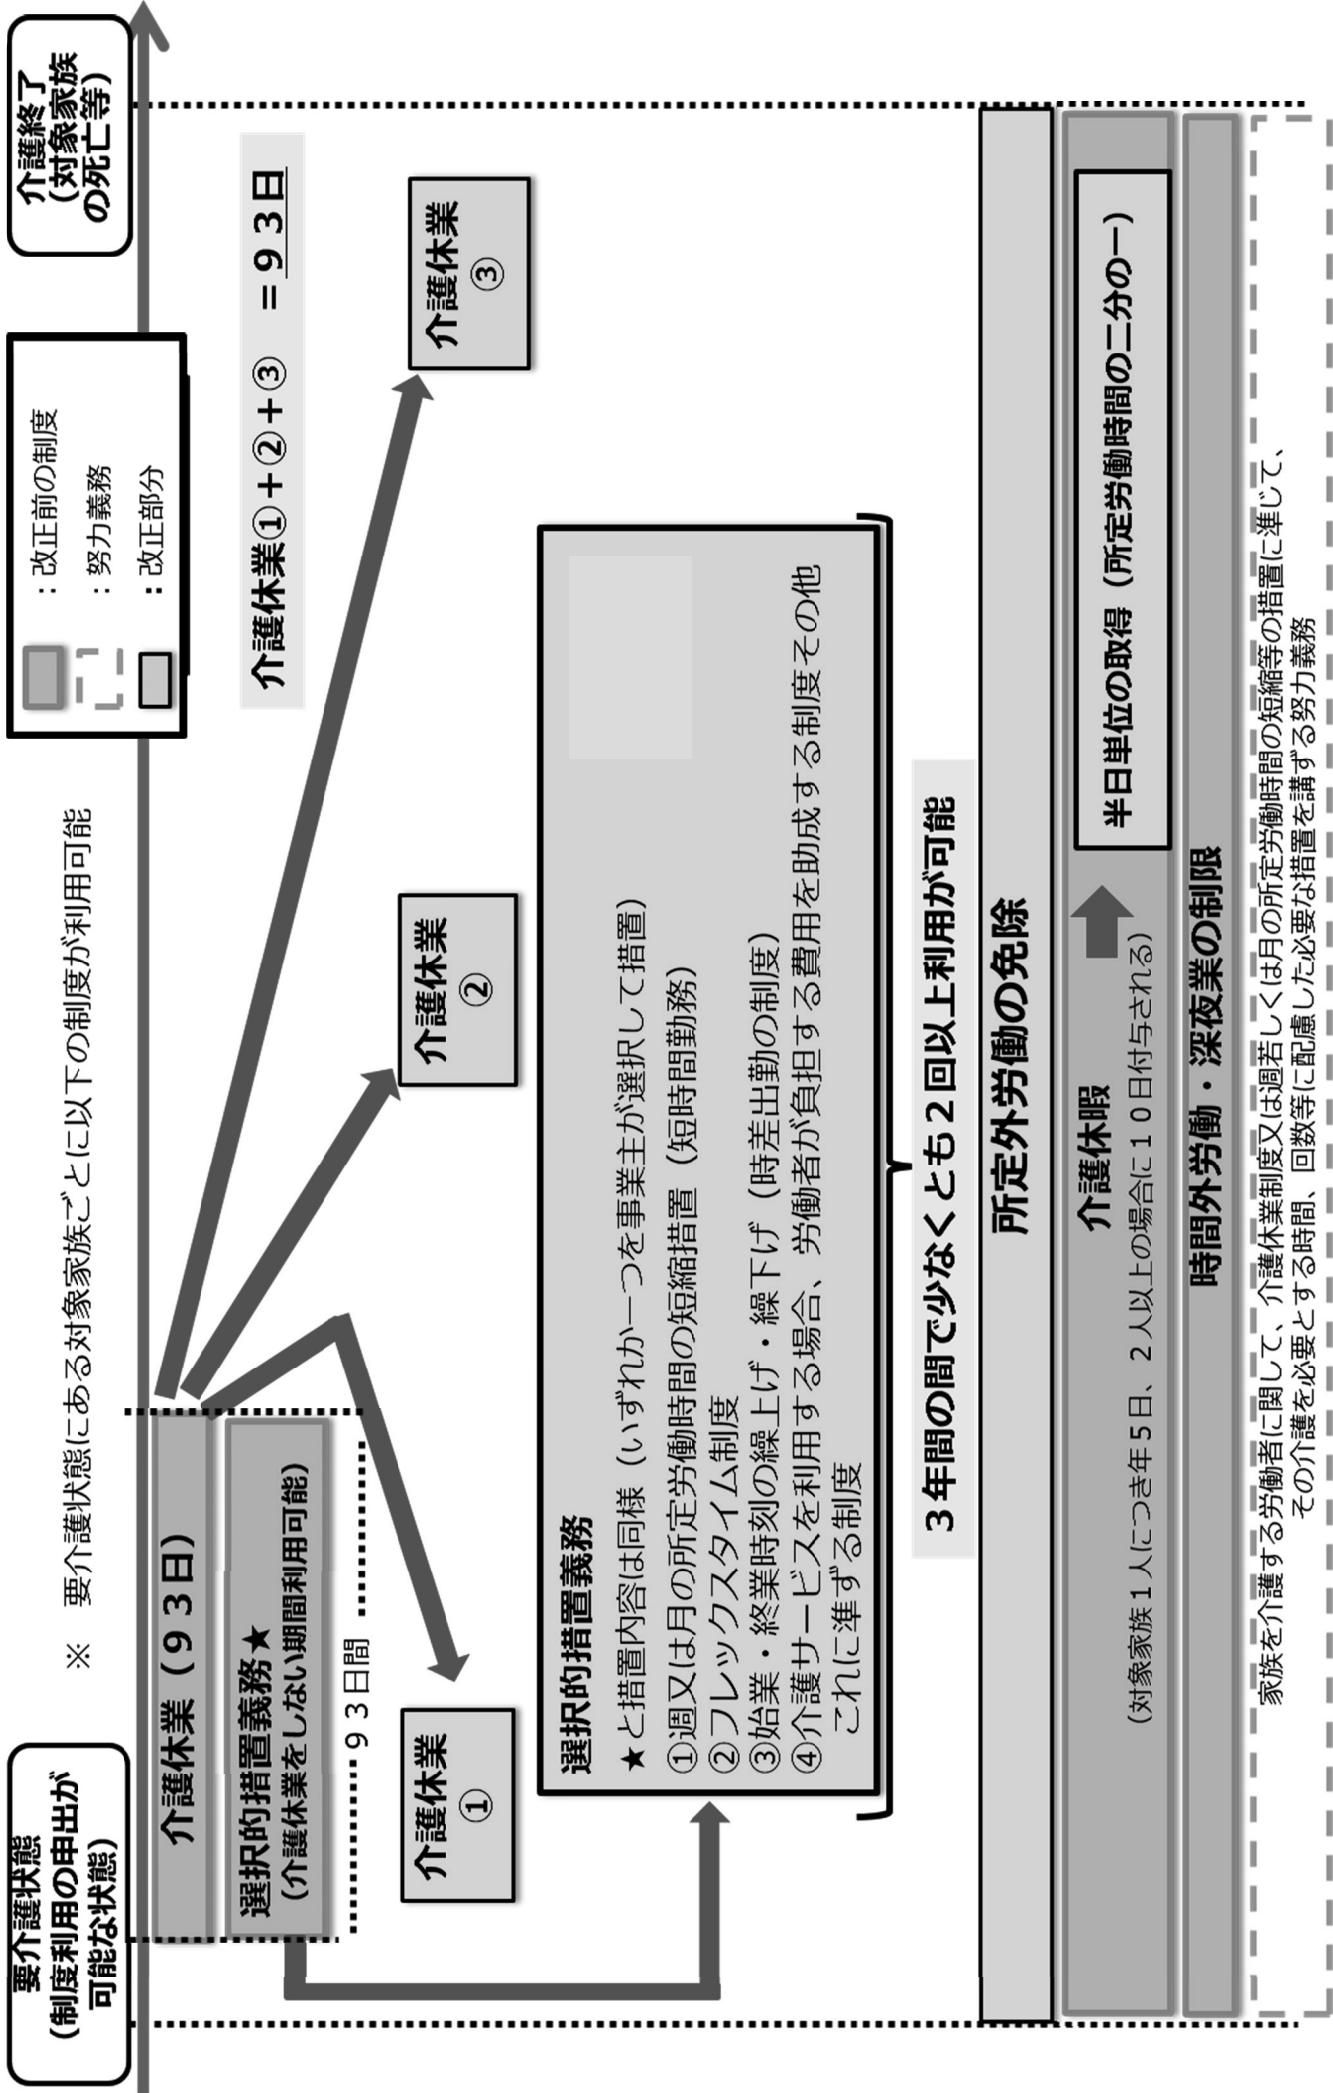 要介護状態
（制度利用の申出が
可能な状態）
※　要介護状態にある対象家族ごとに以下の制度が利用可能
：改正前の制度
：努力義務
：改正部分
介護終了
（対象家族
の死亡等）
介護休業（９３日）
選択的措置義務★
（介護休業をしない期間利用可能）
９３日間
介護休業①＋②＋③　＝９３日
介護休業
①
介護休業
②
介護休業
③
選択的措置義務
★と措置内容は同様（いずれか一つを事業主が選択して措置）
①週又は月の所定労働時間の短縮措置（短時間勤務）
②フレックスタイム制度
③始業・終業時刻の繰上げ・繰下げ（時差出勤の制度）
④介護サービスを利用する場合、労働者が負担する費用を助成する制度その他
これに準ずる制度
３年間の間で少なくとも２回以上利用が可能
所定外労働の免除
介護休暇
（対象家族１人につき年５日、２人以上の場合に１０日付与される）
半日単位の取得（所定労働時間の二分の一）
時間外労働・深夜業の制限
家族を介護する労働者に関して、介護休業制度又は週若しくは月の所定労働時間の短縮等の措置に準じて、
その介護を必要とする時間、回数等に配慮した必要な措置を講ずる努力義務